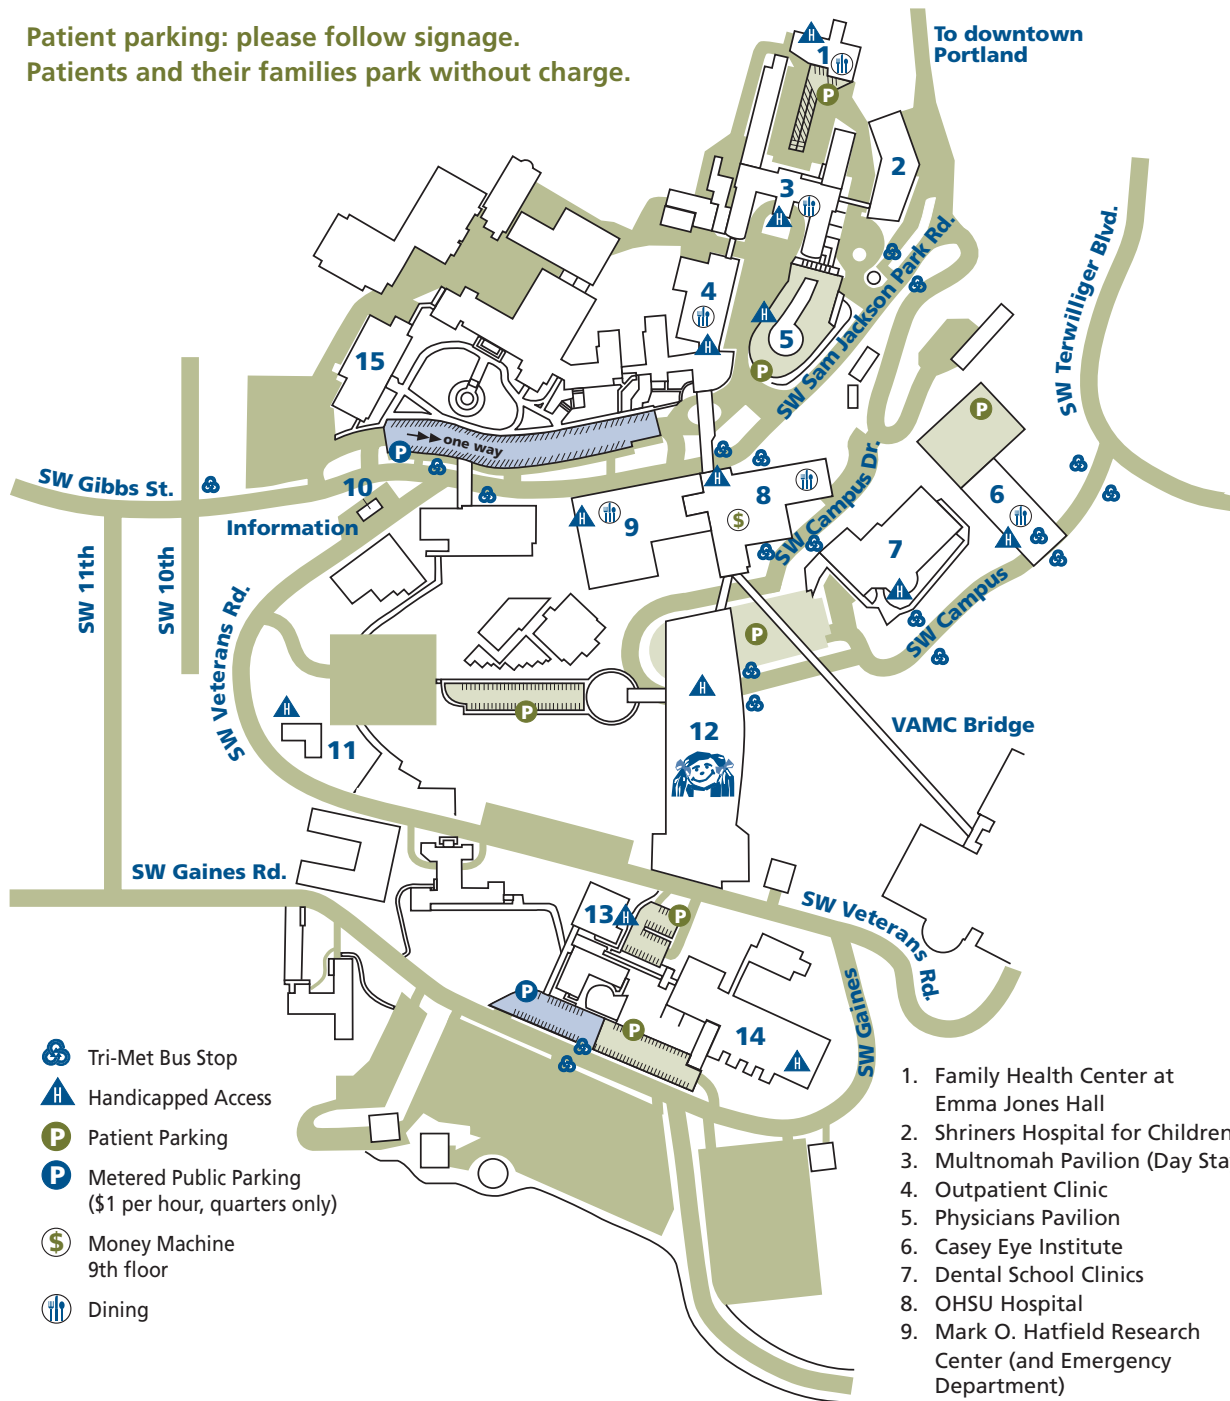 Patient parking: please follow signage.
Patients and their families park without charge.
To downtown
Portland
1
P
2
3
SW Sam Jackson Park Rd.
SW Terwilliger Blvd.
4
5
P
15
P
one way
P
SW Campus Dr.
SW Gibbs St.
10
Information
8
$
9
6
7
SW 11th
SW 10th
SW Veterans Rd.
SW Campus
P
P
11
12
VAMC Bridge
SW Gaines Rd.
13
P
SW Veterans Rd.
P
P
14
SW Gaines
Tri-Met Bus Stop
H Handicapped Access
P Patient Parking
P Metered Public Parking
($1 per hour, quarters only)
$ Money Machine
9th floor
Dining
1. Family Health Center at
Emma Jones Hall
2. Shriners Hospital for Children
3. Multnomah Pavilion (Day Sta
4. Outpatient Clinic
5. Physicians Pavilion
6. Casey Eye Institute
7. Dental School Clinics
8. OHSU Hospital
9. Mark O. Hatfield Research
Center (and Emergency
Department)